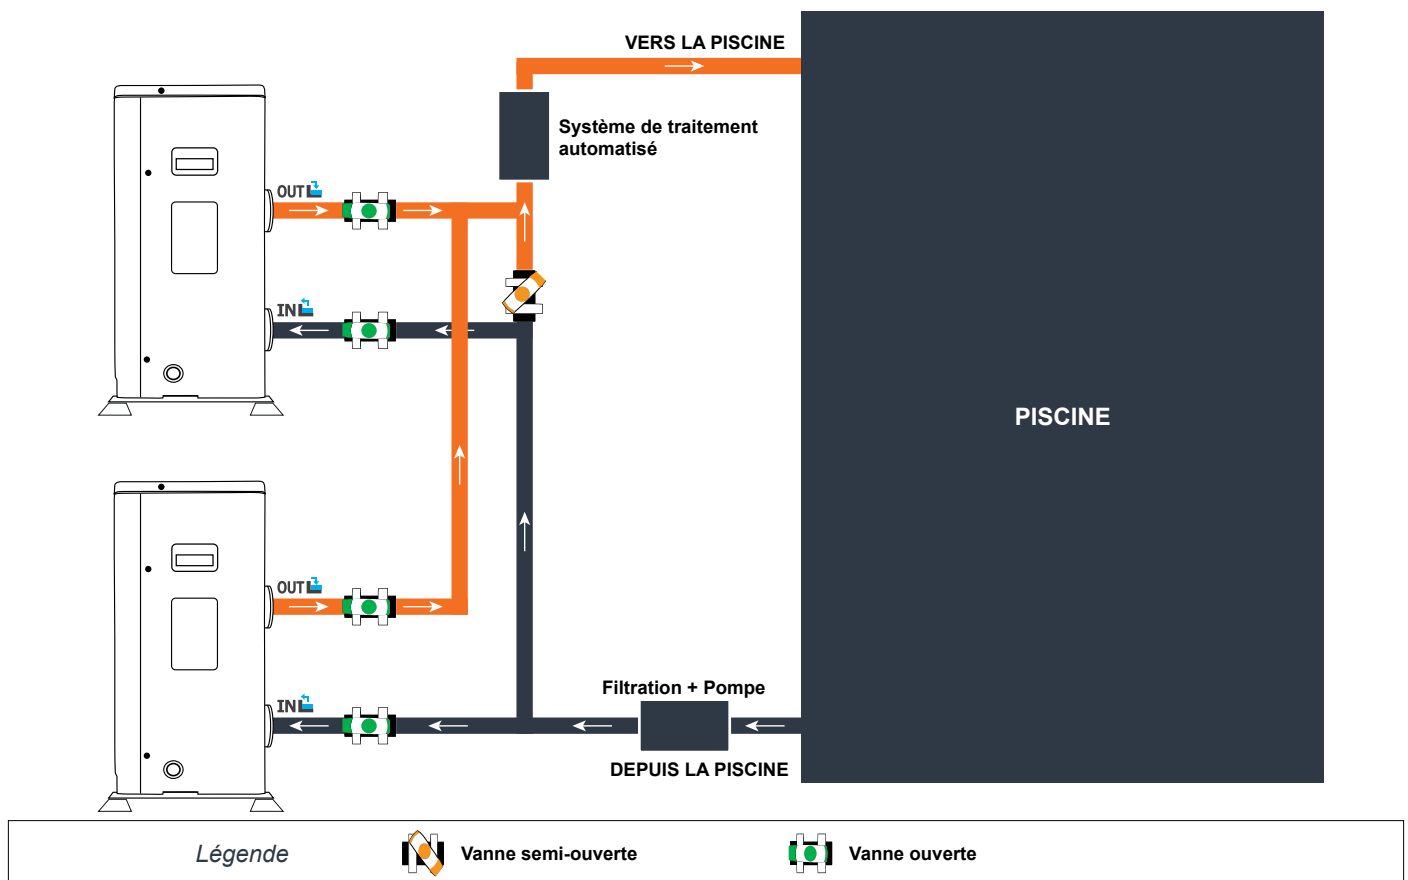 VERS LA PISCINE
Système de traitement
automatisé
OUT
IN
PISCINE
OUT
IN
Filtration + Pompe
DEPUIS LA PISCINE
Légende
Vanne semi-ouverte
Vanne ouverte